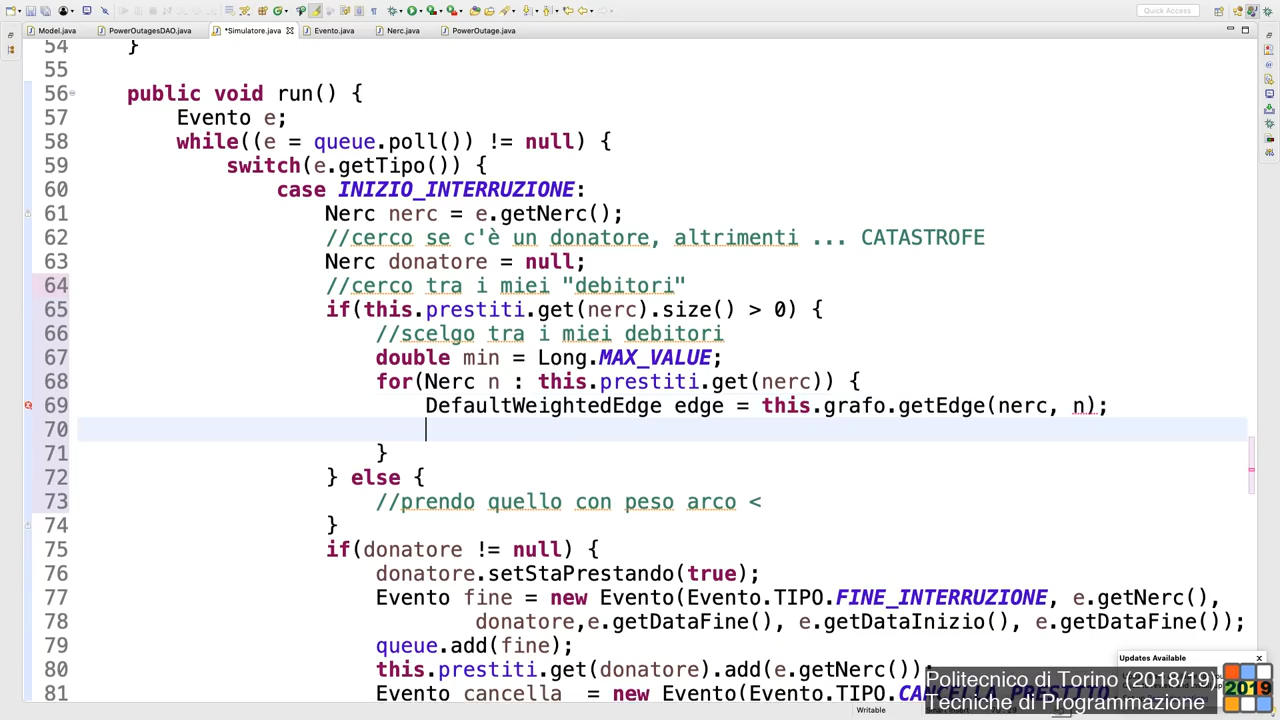 Quick Access
Model.java
PowerOutagesDAO.java
*Simulatore.java
Evento.java
Nerc.java
PowerOutage.java
54 }
55
56 public void run() {
57 Evento e;
58 while((e = queue.poll()) != null) {
59 switch(e.getTipo()) {
60 case INIZIO_INTERRUZIONE:
61 Nerc nerc = e.getNerc();
62 //cerco se c'è un donatore, altrimenti ... CATASTROFE
63 Nerc donatore = null;
64 //cerco tra i miei "debitori"
65 if(this.prestiti.get(nerc).size() > 0) {
66 //scelgo tra i miei debitori
67 double min = Long.MAX_VALUE;
68 for(Nerc n : this.prestiti.get(nerc)) {
69 DefaultWeightedEdge edge = this.grafo.getEdge(nerc, n);
70
71 }
72 } else {
73 //prendo quello con peso arco <
74 }
75 if(donatore != null) {
76 donatore.setStaPrestando(true);
77 Evento fine = new Evento(Evento.TIPO.FINE_INTERRUZIONE, e.getNerc(),
78 donatore,e.getDataFine(), e.getDataInizio(), e.getDataFine());
79 queue.add(fine);
80 this.prestiti.get(donatore).add(e.getNerc());
81 Evento cancella = new Evento(Evento.TIPO.CANCELLA_PRESTITO
Updates Available
Politecnico di Torino (2018/19)
Tecniche di Programmazione
2019
Writable